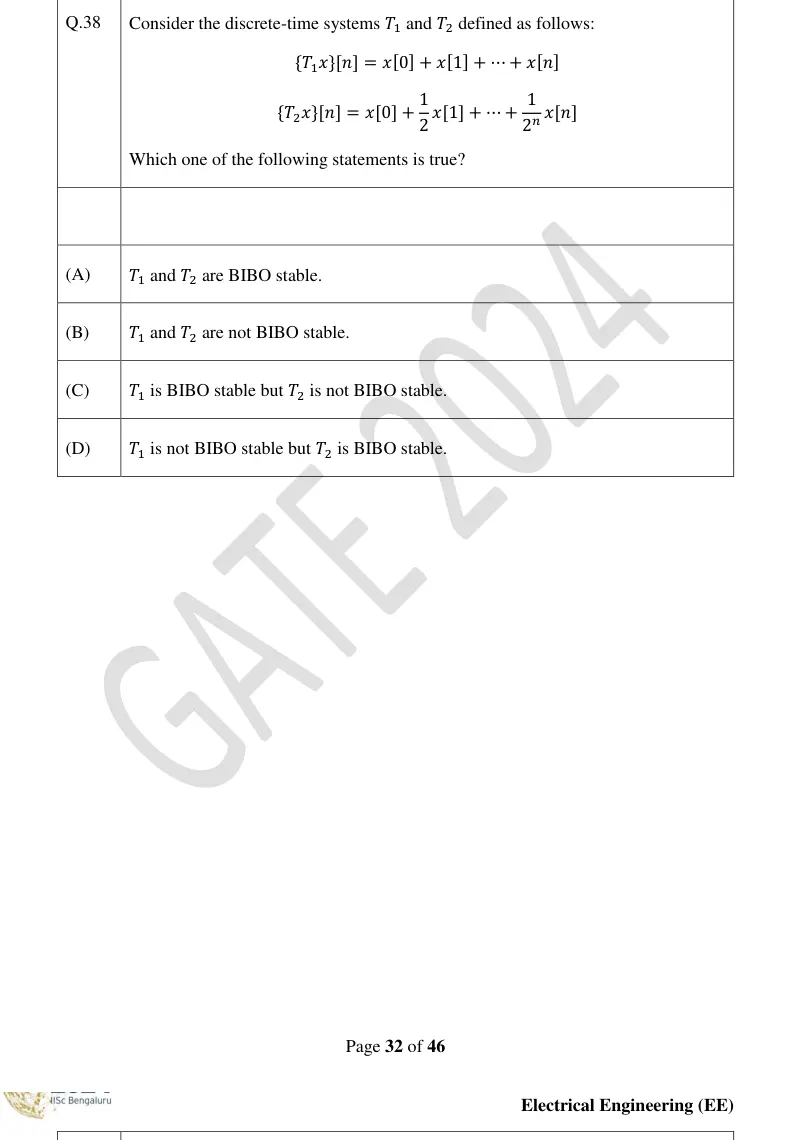 Q.38 Consider the discrete-time systems 𝑇₁ and 𝑇₂ defined as follows:
{𝑇₁𝑥}[𝑛] = 𝑥[0] + 𝑥[1] + ⋯ + 𝑥[𝑛]
{𝑇₂𝑥}[𝑛] = 𝑥[0] + 1/2 𝑥[1] + ⋯ + 1/2ⁿ 𝑥[𝑛]
Which one of the following statements is true?
(A) 𝑇₁ and 𝑇₂ are BIBO stable.
(B) 𝑇₁ and 𝑇₂ are not BIBO stable.
(C) 𝑇₁ is BIBO stable but 𝑇₂ is not BIBO stable.
(D) 𝑇₁ is not BIBO stable but 𝑇₂ is BIBO stable.
GATE 2024
Page 32 of 46
IISc Bengaluru
Electrical Engineering (EE)